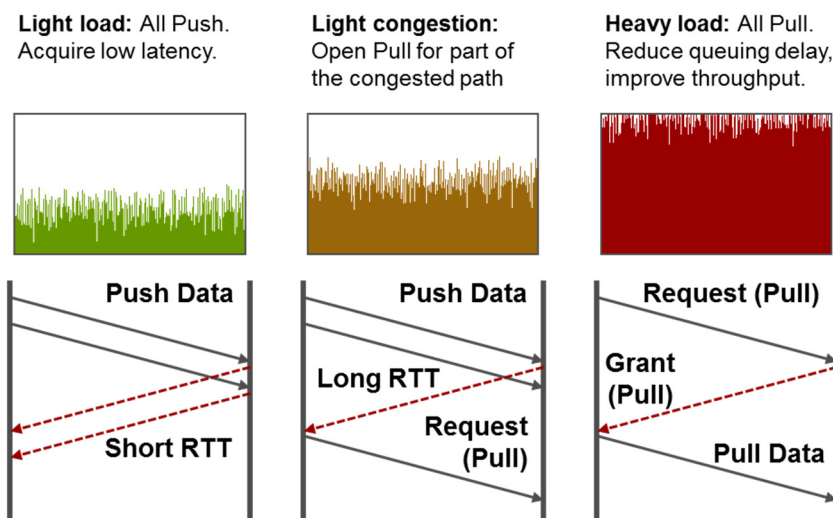 Light load: All Push.
Acquire low latency.
Light congestion:
Open Pull for part of
the congested path
Heavy load: All Pull.
Reduce queuing delay,
improve throughput.
Push Data
Short RTT
Push Data
Long RTT
Request
(Pull)
Request (Pull)
Grant
(Pull)
Pull Data